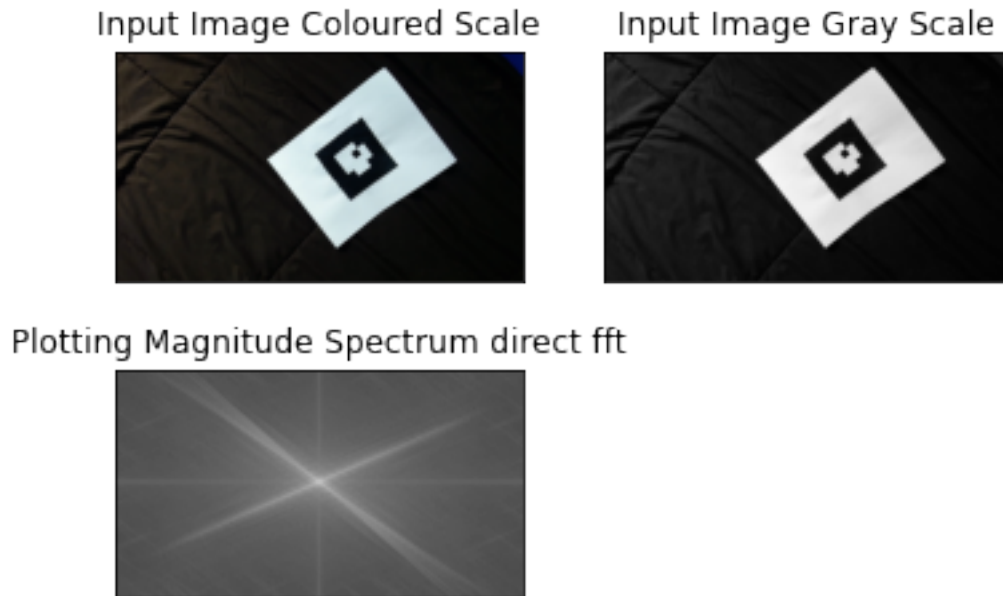 Input Image Coloured Scale
Input Image Gray Scale
Plotting Magnitude Spectrum direct fft